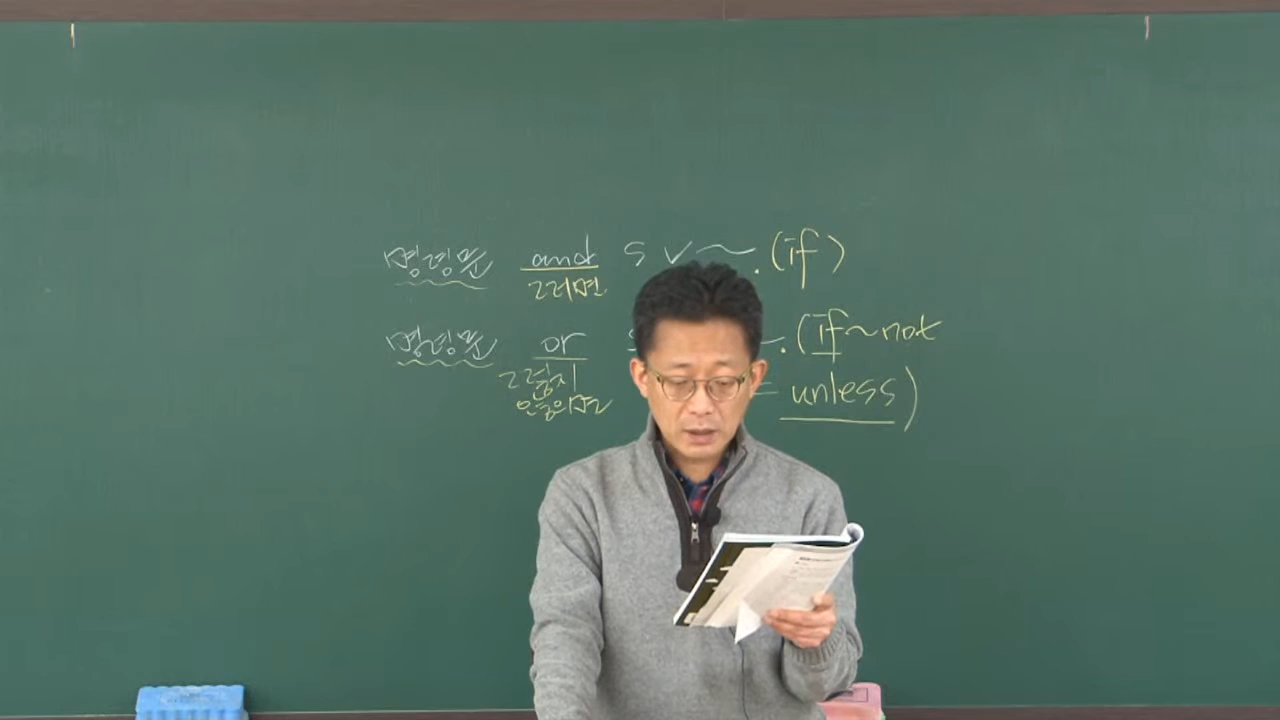 명령문 and S V ~. (if)
그러면
명령문 or S ~. (if ~ not
그렇지
않으면 = unless)